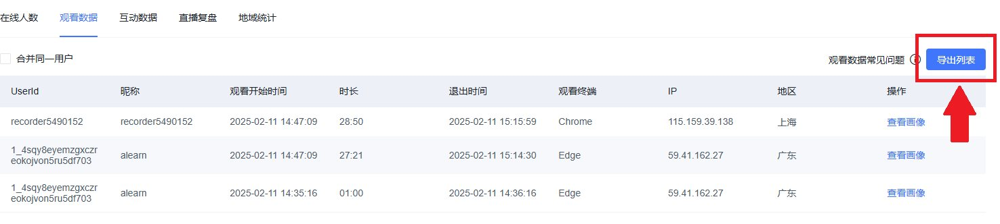 在线人数 观看数据 互动数据 直播复盘 地域统计
合并同一用户 观看数据常见问题 导出列表
UserId 昵称 观看开始时间 时长 退出时间 观看终端 IP 地区 操作
recorder5490152 recorder5490152 2025-02-11 14:47:09 28:50 2025-02-11 15:15:59 Chrome 115.159.39.138 上海 查看画像
1_4sqy8eyemzgxczr
eokojvon5ru5df703 alearn 2025-02-11 14:47:09 27:21 2025-02-11 15:14:30 Edge 59.41.162.27 广东 查看画像
1_4sqy8eyemzgxczr
eokojvon5ru5df703 alearn 2025-02-11 14:35:16 01:00 2025-02-11 14:36:16 Edge 59.41.162.27 广东 查看画像